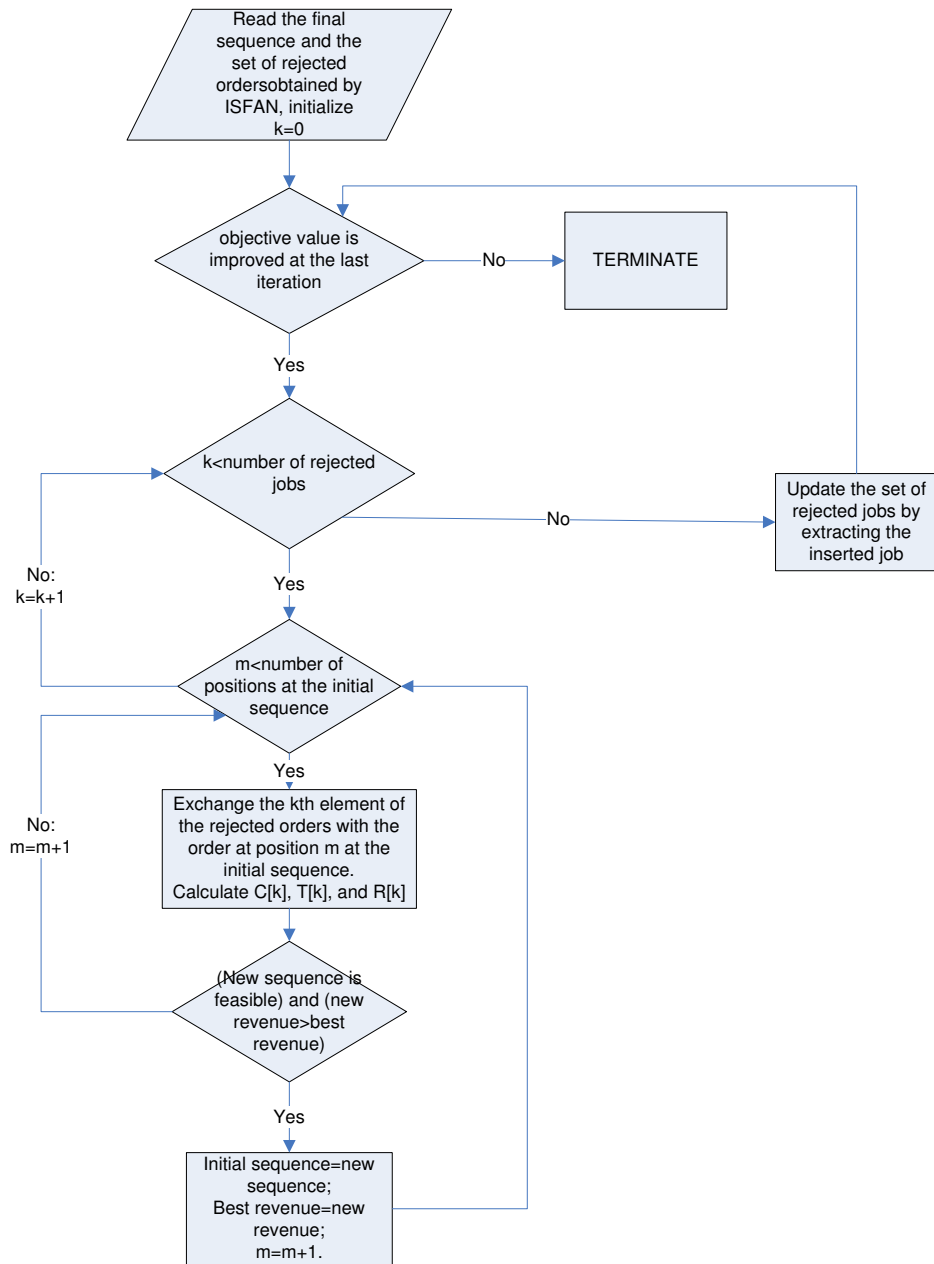 Read the final
sequence and the
set of rejected
ordersobtained by
ISFAN, initialize
k=0
objective value is
improved at the last
iteration
No
TERMINATE
Yes
k<number of rejected
jobs
No
Update the set of
rejected jobs by
extracting the
inserted job
Yes
No:
k=k+1
m<number of
positions at the initial
sequence
Yes
Exchange the kth element of
the rejected orders with the
order at position m at the
initial sequence.
Calculate C[k], T[k], and R[k]
No:
m=m+1
(New sequence is
feasible) and (new
revenue>best
revenue)
Yes
Initial sequence=new
sequence;
Best revenue=new
revenue;
m=m+1.